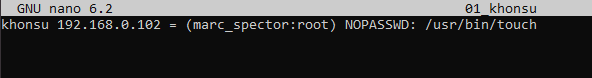 GNU nano 6.2 01_khonsu
khonsu 192.168.0.102 = (marc_spector:root) NOPASSWD: /usr/bin/touch